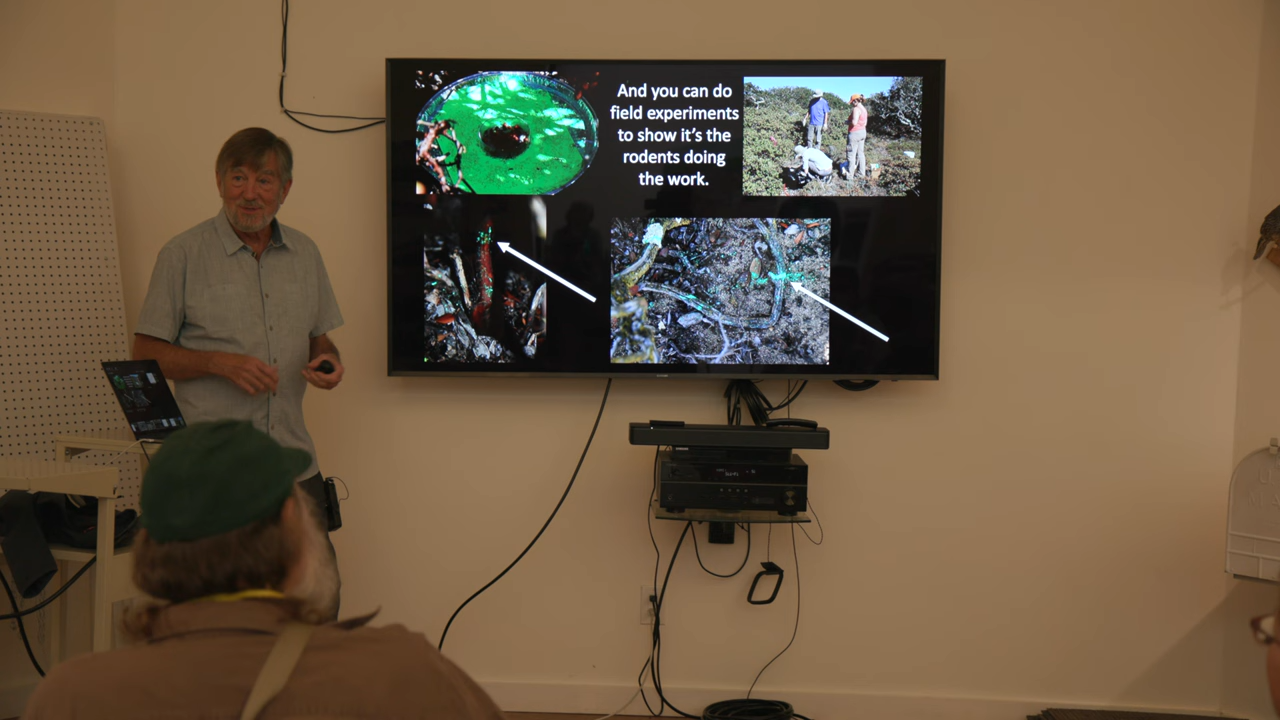 And you can do
field experiments
to show it's the
rodents doing
the work.